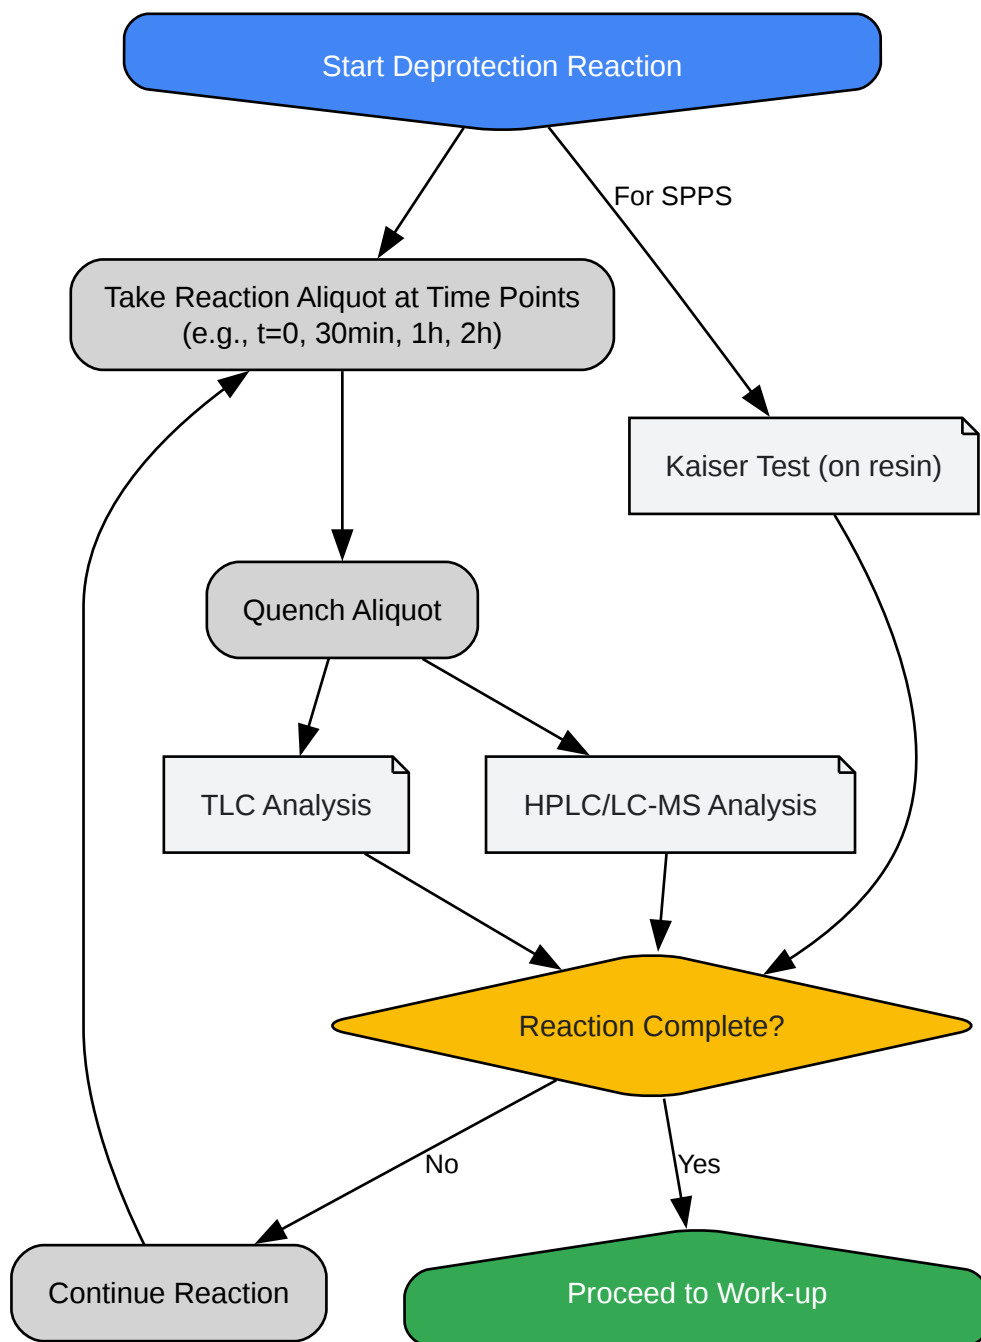 Start Deprotection Reaction
For SPPS
Take Reaction Aliquot at Time Points
(e.g., t=0, 30min, 1h, 2h)
Kaiser Test (on resin)
Quench Aliquot
TLC Analysis
HPLC/LC-MS Analysis
Reaction Complete?
No
Yes
Continue Reaction
Proceed to Work-up